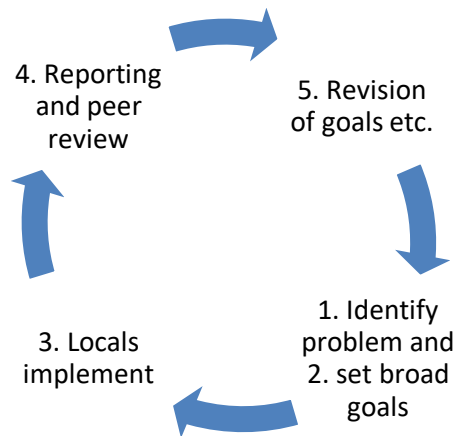 4. Reporting
and peer
review
5. Revision
of goals etc.
1. Identify
problem and
2. set broad
goals
3. Locals
implement